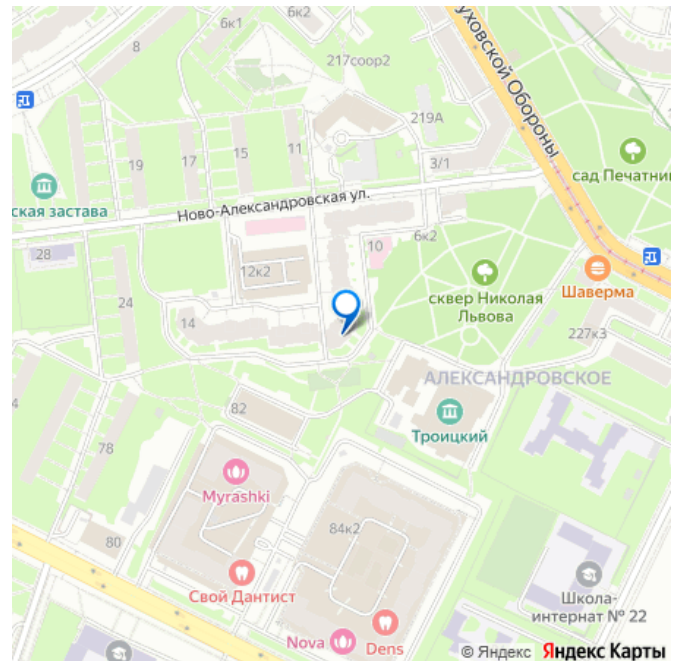 6к2
6к1
8
217соор2
уховской Обороны
219А
11
15
17
19
3/1
сад Печатник
ская застава
Ново-Александровская ул.
28
6к2
10
12к2
сквер Николая
Львова
Шаверма
24
14
227к3
АЛЕКСАНДРОВСКОЕ
82
Троицкий
4
78
Myrashki
84к2
80
Свой Дантист
Школа-
интернат № 22
Nova
Dens
© Яндекс Яндекс Карты